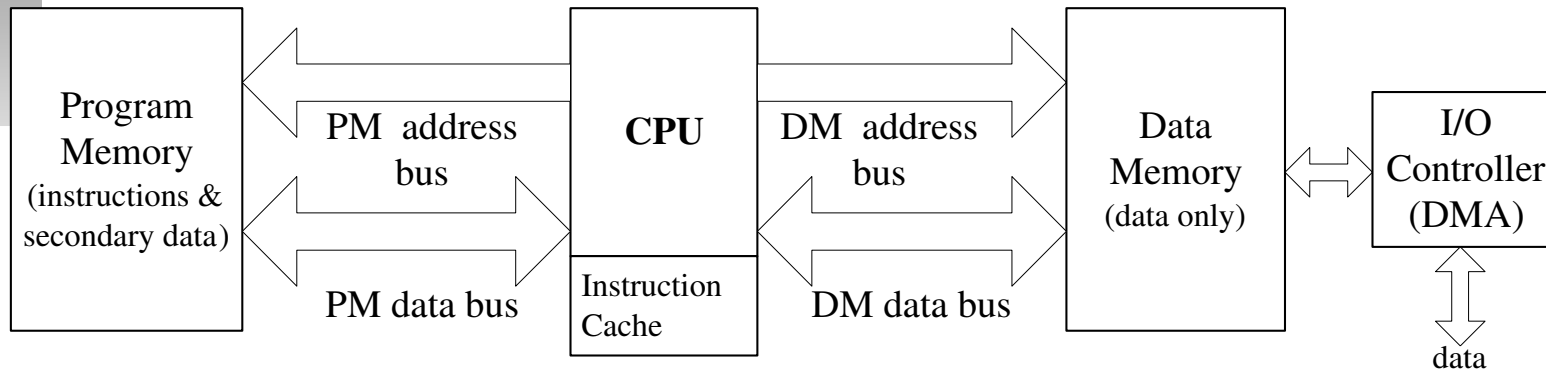 Program
Memory
(instructions &
secondary data)
PM address
bus
PM data bus
CPU
Instruction
Cache
DM address
bus
DM data bus
Data
Memory
(data only)
I/O
Controller
(DMA)
data